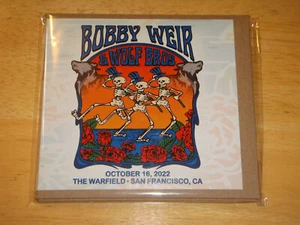 BOBBY WEIR
& WOLF BROS
OCTOBER 16, 2022
THE WARFIELD - SAN FRANCISCO, CA